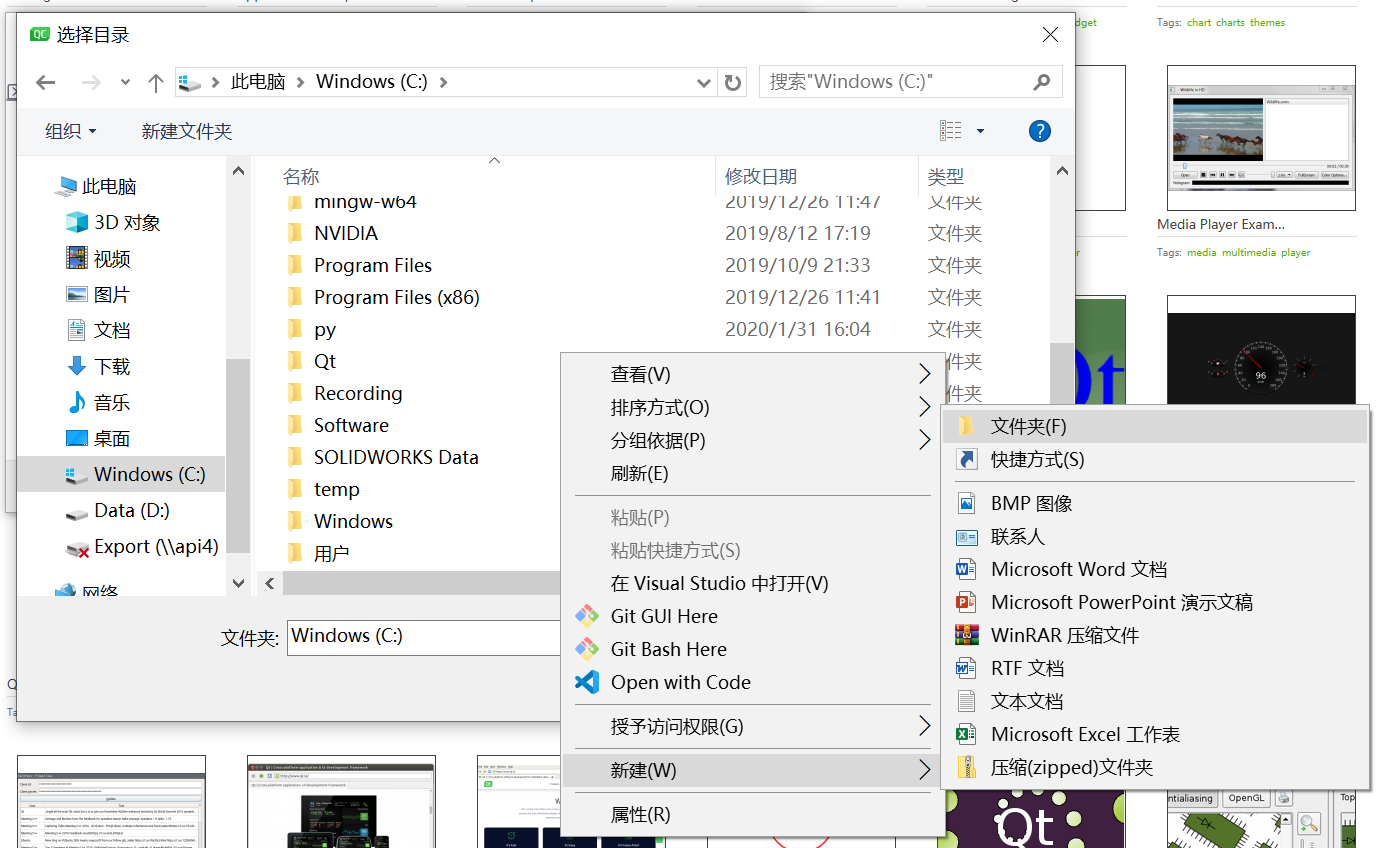 选择目录
此电脑 Windows (C:)
搜索"Windows (C:)"
组织 新建文件夹
名称 修改日期 类型
此电脑
3D 对象
视频
图片
文档
下载
音乐
桌面
Windows (C:)
Data (D:)
Export (\\api4)
网络
mingw-w64 2019/12/26 11:47 文件夹
NVIDIA 2019/8/12 17:19 文件夹
Program Files 2019/10/9 21:33 文件夹
Program Files (x86) 2019/12/26 11:41 文件夹
py 2020/1/31 16:04 文件夹
Qt 件夹
Recording 件夹
Software
SOLIDWORKS Data
temp
Windows
用户
文件夹: Windows (C:)
查看(V)
排序方式(O)
分组依据(P)
刷新(E)
粘贴(P)
粘贴快捷方式(S)
在 Visual Studio 中打开(V)
Git GUI Here
Git Bash Here
Open with Code
授予访问权限(G)
新建(W)
属性(R)
文件夹(F)
快捷方式(S)
BMP 图像
联系人
Microsoft Word 文档
Microsoft PowerPoint 演示文稿
WinRAR 压缩文件
RTF 文档
文本文档
Microsoft Excel 工作表
压缩(zipped)文件夹
Tags: chart charts themes
Media Player Exam...
Tags: media multimedia player
96
Qt
Qt
OpenGL